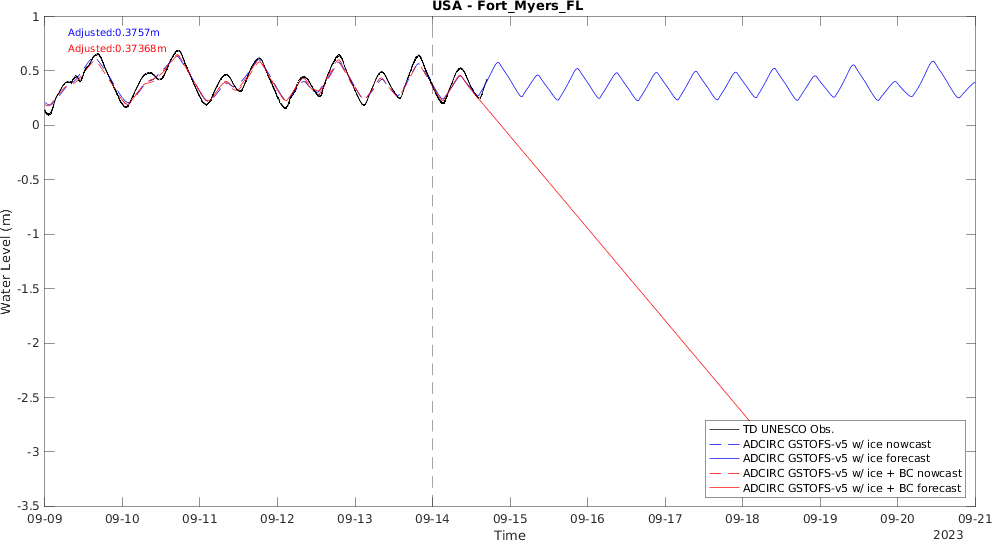 USA - Fort_Myers_FL
Adjusted:0.3757m
Adjusted:0.37368m
Water Level (m)
1
0.5
0
-0.5
-1
-1.5
-2
-2.5
-3
-3.5
TD UNESCO Obs.
ADCIRC GSTOFS-v5 w/ ice nowcast
ADCIRC GSTOFS-v5 w/ ice forecast
ADCIRC GSTOFS-v5 w/ ice + BC nowcast
ADCIRC GSTOFS-v5 w/ ice + BC forecast
09-09 09-10 09-11 09-12 09-13 09-14 09-15 09-16 09-17 09-18 09-19 09-20 09-21
Time
2023